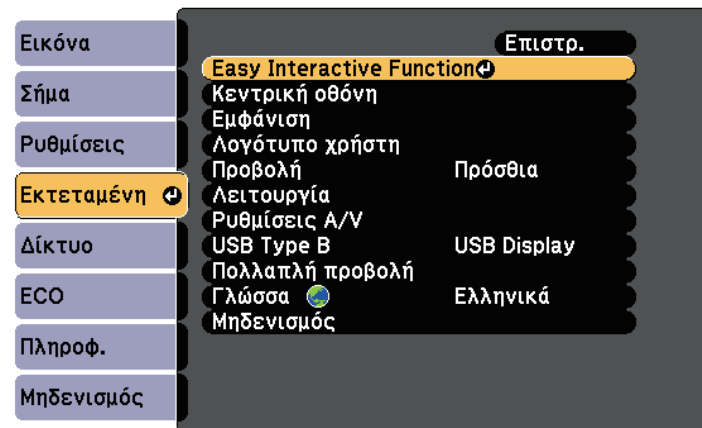 Εικόνα
Σήμα
Ρυθμίσεις
Εκτεταμένη
Δίκτυο
ECO
Πληροφ.
Μηδενισμός
Επιστρ.
Easy Interactive Function
Κεντρική οθόνη
Εμφάνιση
Λογότυπο χρήστη
Προβολή Πρόσθια
Λειτουργία
Ρυθμίσεις A/V
USB Type B USB Display
Πολλαπλή προβολή
Γλώσσα Ελληνικά
Μηδενισμός